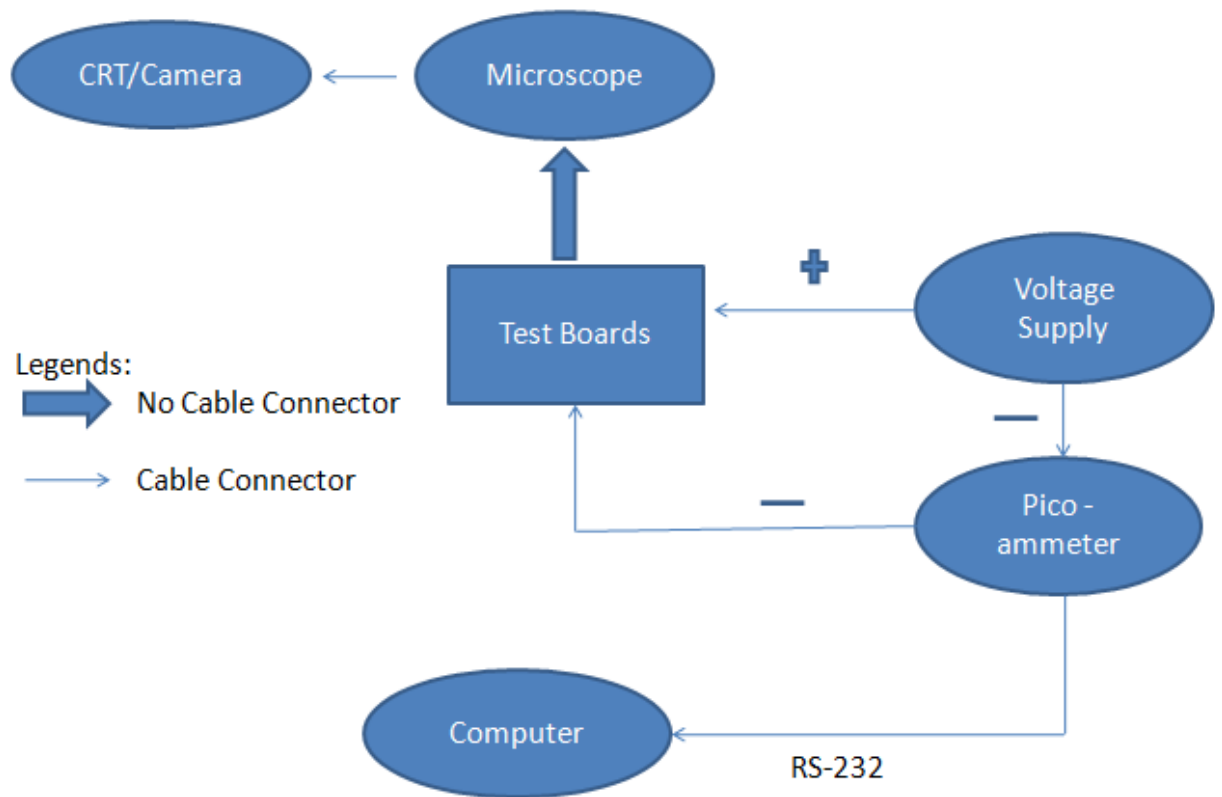 CRT/Camera
Microscope
+
Voltage
Supply
Test Boards
Legends:
No Cable Connector
—
Cable Connector
—
Pico -
ammeter
Computer
RS-232